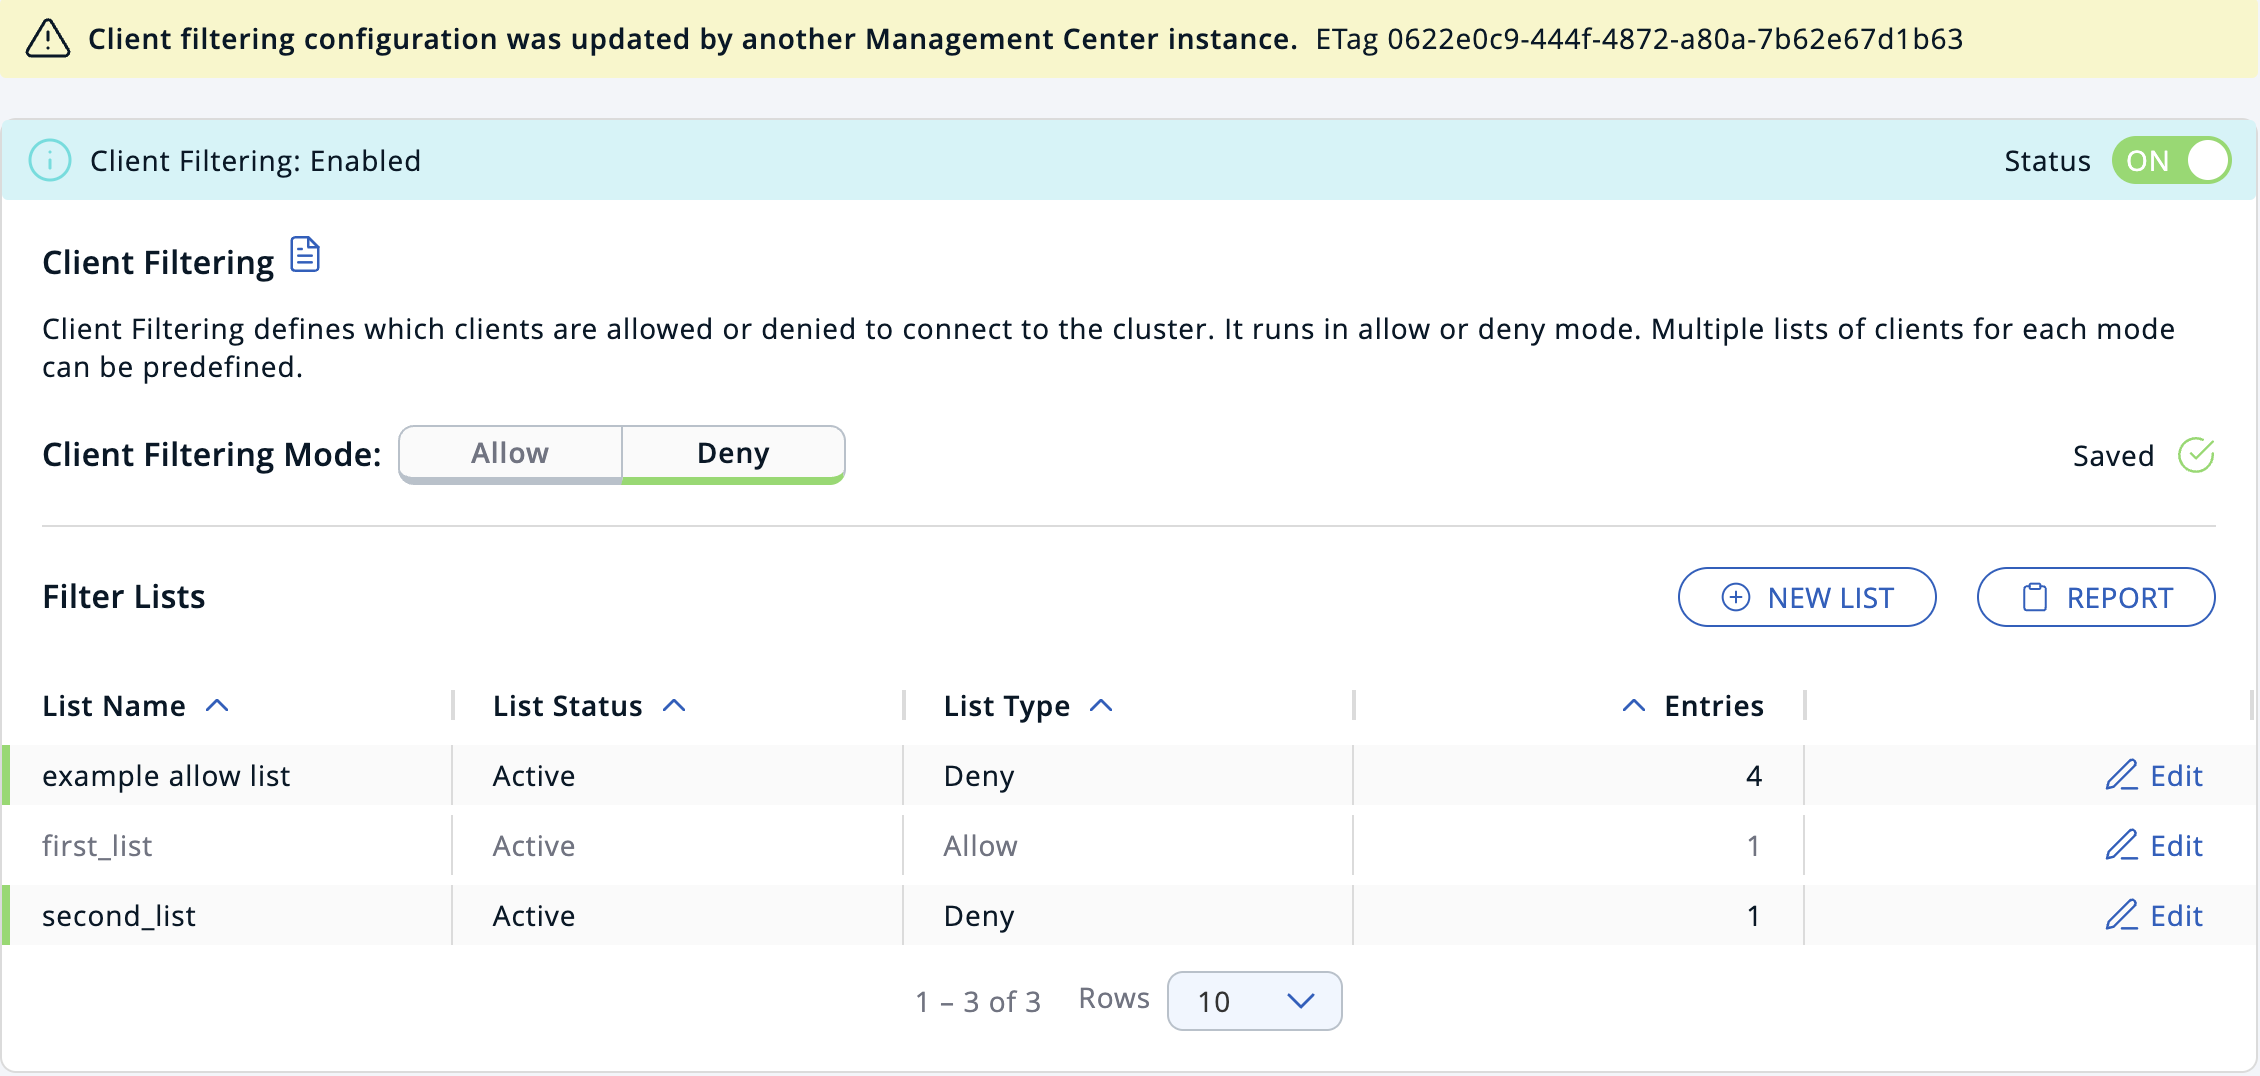 Client filtering configuration was updated by another Management Center instance. ETag 0622e0c9-444f-4872-a80a-7b62e67d1b63
Client Filtering: Enabled
Status ON
Client Filtering
Client Filtering defines which clients are allowed or denied to connect to the cluster. It runs in allow or deny mode. Multiple lists of clients for each mode
can be predefined.
Client Filtering Mode: Allow Deny
Saved
Filter Lists
NEW LIST REPORT
List Name List Status List Type Entries
example allow list Active Deny 4 Edit
first_list Active Allow 1 Edit
second_list Active Deny 1 Edit
1 – 3 of 3 Rows 10